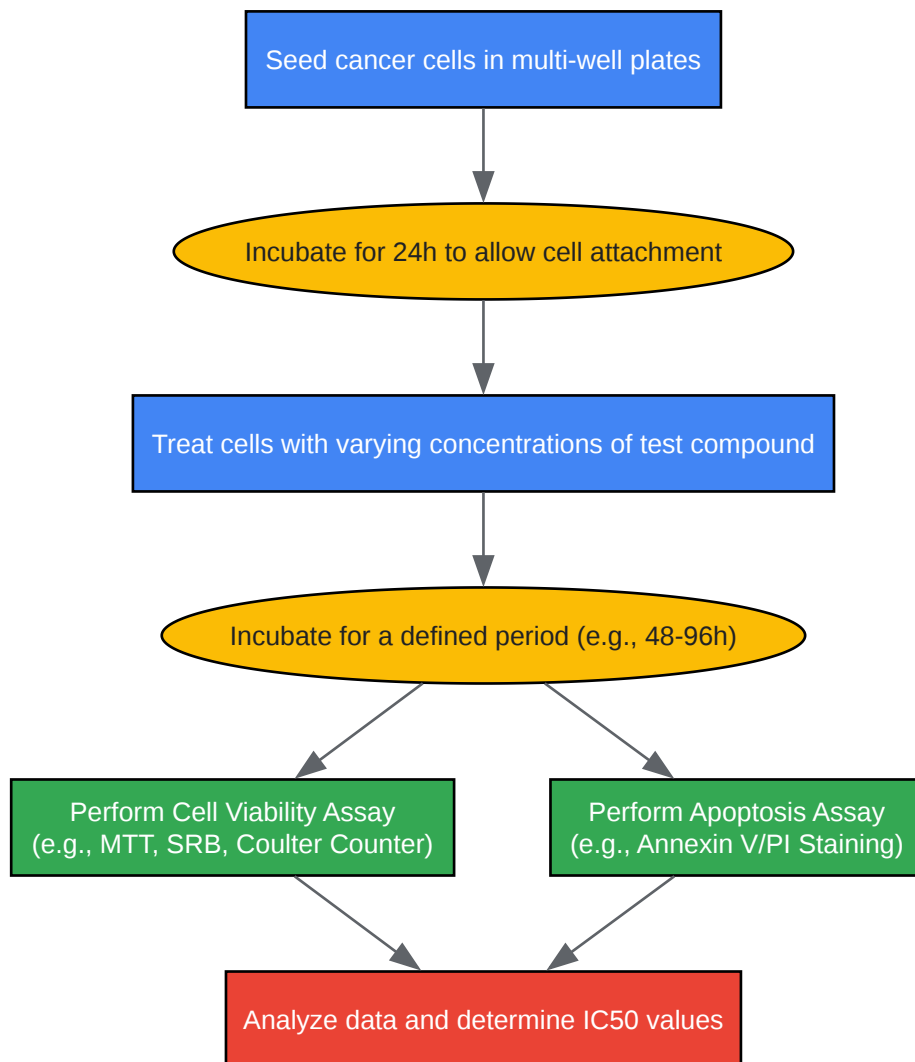 Seed cancer cells in multi-well plates
Incubate for 24h to allow cell attachment
Treat cells with varying concentrations of test compound
Incubate for a defined period (e.g., 48-96h)
Perform Cell Viability Assay
(e.g., MTT, SRB, Coulter Counter)
Perform Apoptosis Assay
(e.g., Annexin V/PI Staining)
Analyze data and determine IC50 values